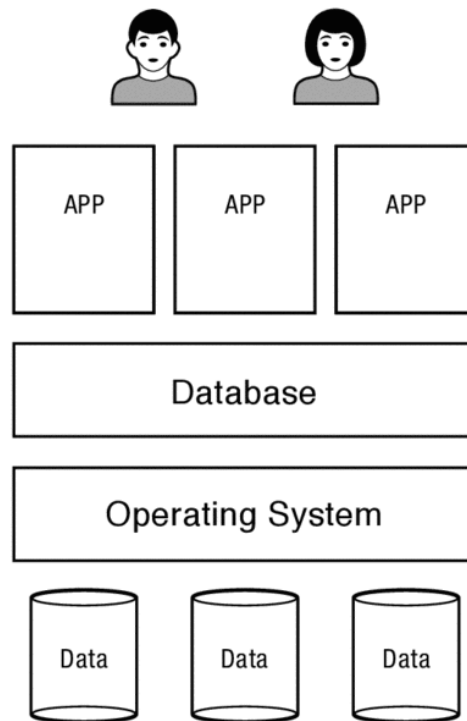 APP
APP
APP
Database
Operating System
Data
Data
Data